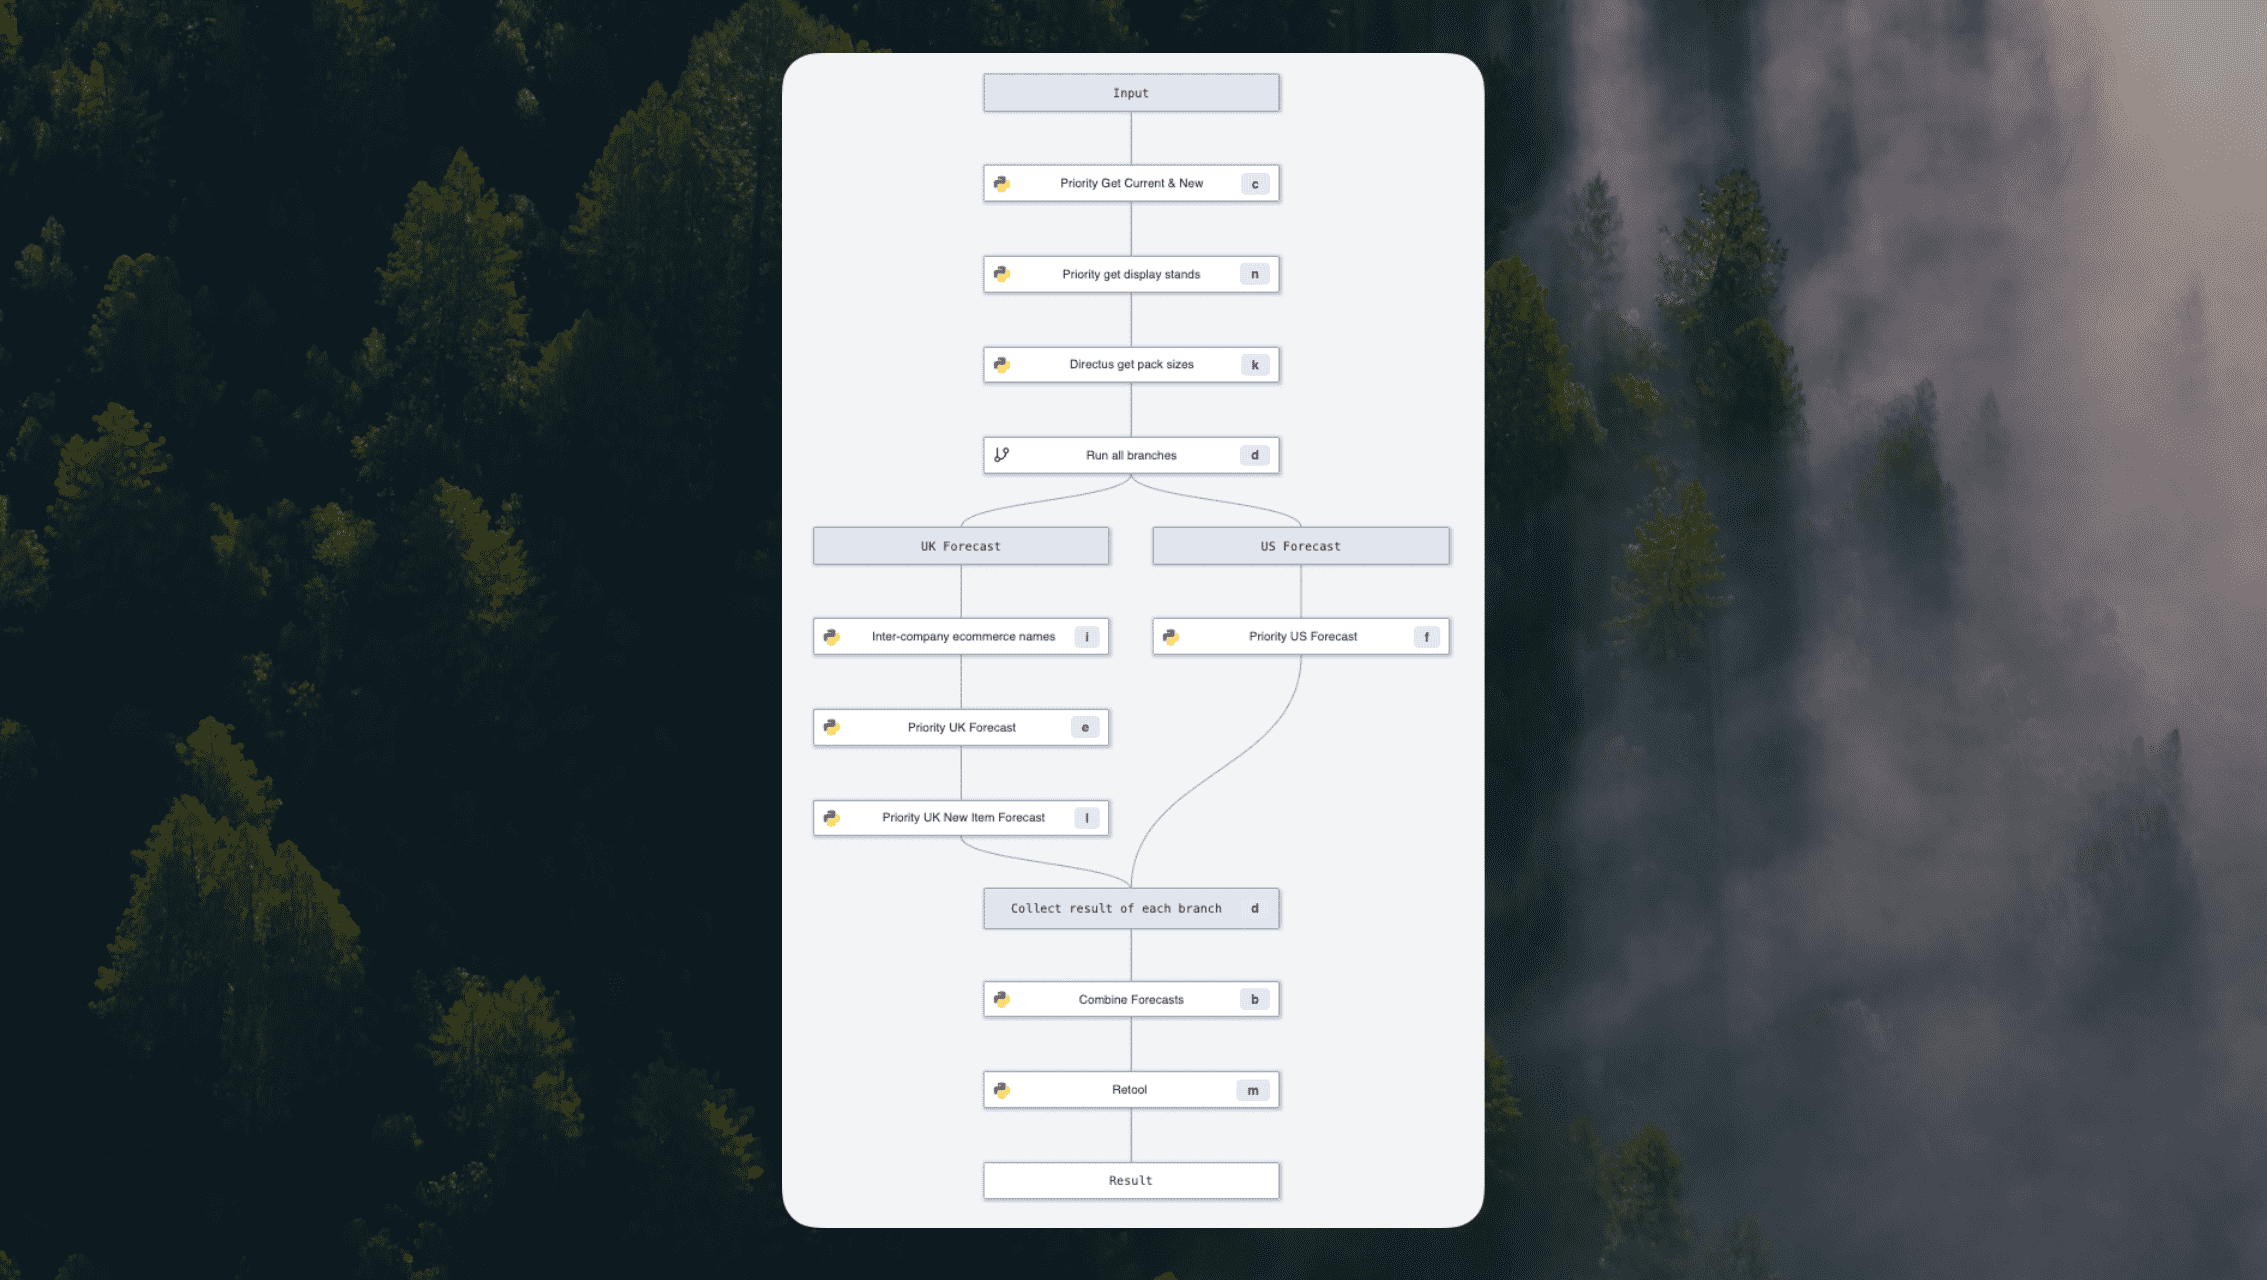 Input
Priority Get Current & New c
Priority get display stands n
Directus get pack sizes k
Run all branches d
UK Forecast
US Forecast
Inter-company ecommerce names i
Priority US Forecast f
Priority UK Forecast e
Priority UK New Item Forecast l
Collect result of each branch d
Combine Forecasts b
Retool m
Result